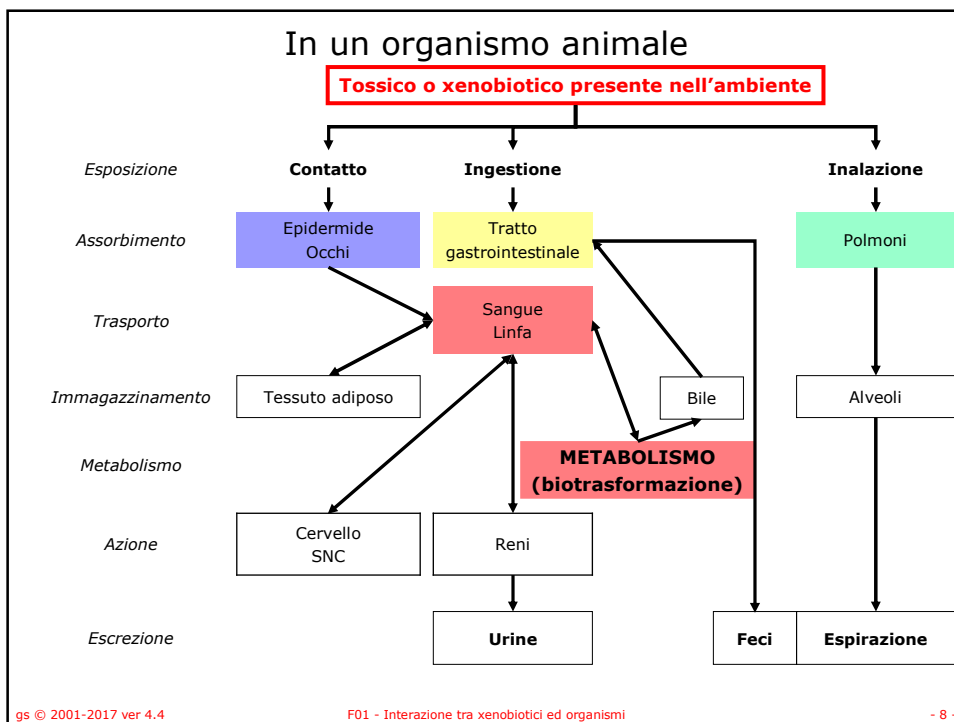 In un organismo animale
Tossico o xenobiotico presente nell'ambiente
Esposizione
Contatto
Ingestione
Inalazione
Assorbimento
Epidermide
Occhi
Tratto
gastrointestinale
Polmoni
Trasporto
Sangue
Linfa
Immagazzinamento
Tessuto adiposo
Bile
Alveoli
Metabolismo
METABOLISMO
(biotrasformazione)
Azione
Cervello
SNC
Reni
Escrezione
Urine
Feci
Espirazione
gs © 2001-2017 ver 4.4
F01 - Interazione tra xenobiotici ed organismi
- 8 -